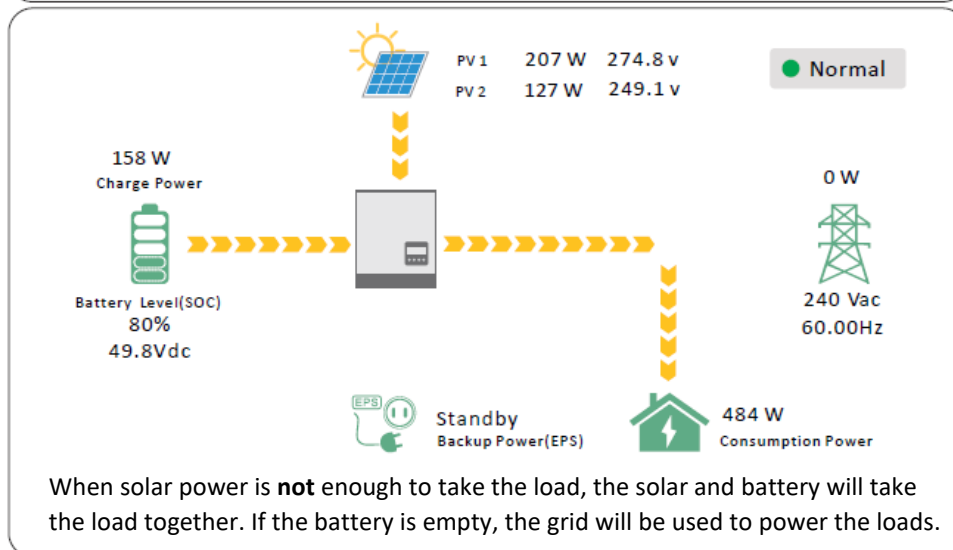 PV 1 207 W 274.8 v
PV 2 127 W 249.1 v
Normal
158 W
Charge Power
0 W
Battery Level(SOC)
80%
49.8Vdc
240 Vac
60.00Hz
EPS
Standby
Backup Power(EPS)
484 W
Consumption Power
When solar power is not enough to take the load, the solar and battery will take
the load together. If the battery is empty, the grid will be used to power the loads.